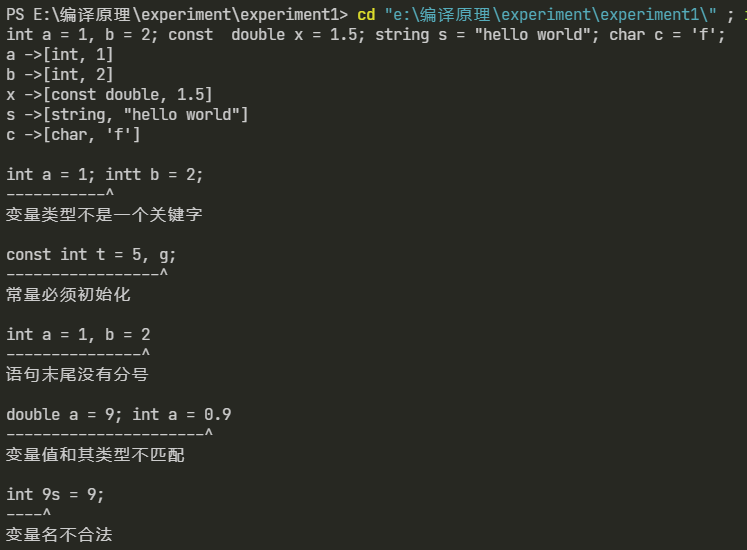 PS E:\编译原理\experiment\experiment1> cd "e:\编译原理\experiment\experiment1\" ;
int a = 1, b = 2; const  double x = 1.5; string s = "hello world"; char c = 'f';
a ->[int, 1]
b ->[int, 2]
x ->[const double, 1.5]
s ->[string, "hello world"]
c ->[char, 'f']
int a = 1; intt b = 2;
-----------^
变量类型不是一个关键字
const int t = 5, g;
-----------------^
常量必须初始化
int a = 1, b = 2
---------------^
语句末尾没有分号
double a = 9; int a = 0.9
----------------------^
变量值和其类型不匹配
int 9s = 9;
----^
变量名不合法